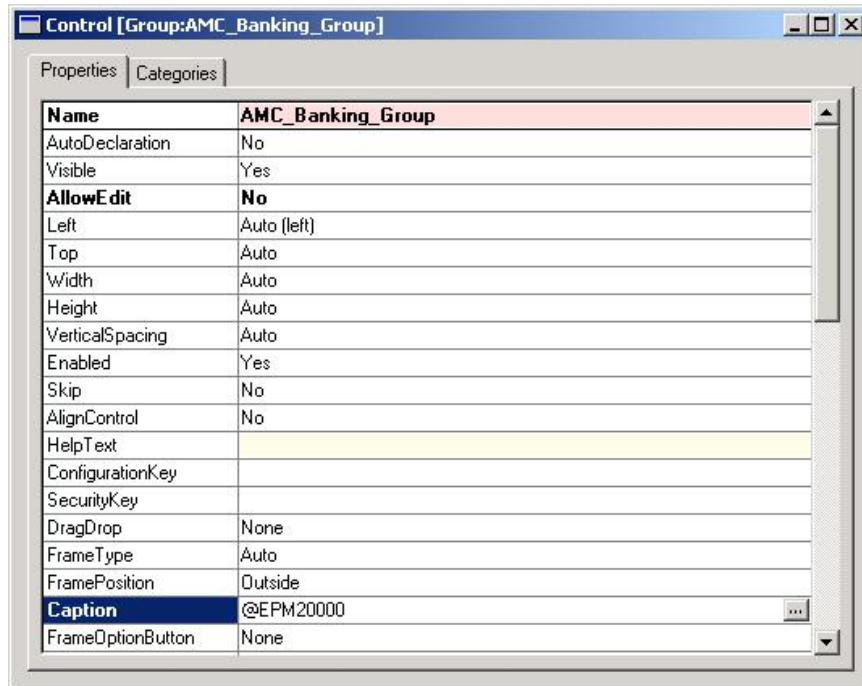 Control [Group:AMC_Banking_Group]
Properties Categories
Name AMC_Banking_Group
AutoDeclaration No
Visible Yes
AllowEdit No
Left Auto (left)
Top Auto
Width Auto
Height Auto
VerticalSpacing Auto
Enabled Yes
Skip No
AlignControl No
HelpText
ConfigurationKey
SecurityKey
DragDrop None
FrameType Auto
FramePosition Outside
Caption @EPM20000 ...
FrameOptionButton None